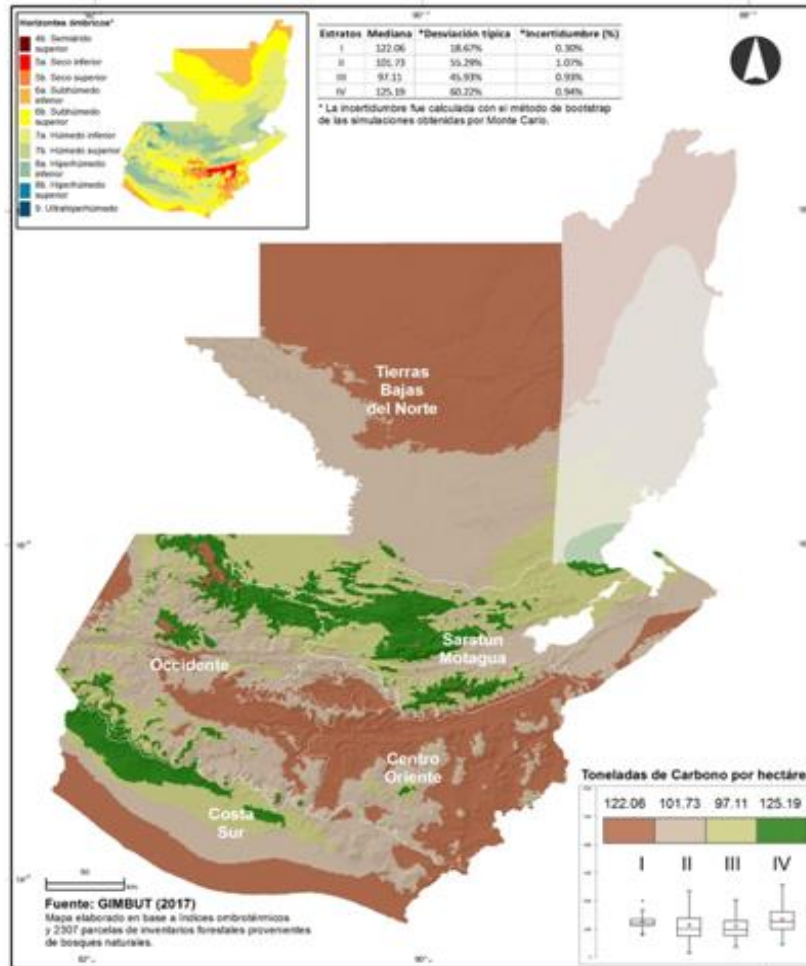 Horizontes ómbricos*
4b. Semiárido superior
5a. Seco inferior
5b. Seco superior
6a. Subhúmedo inferior
6b. Subhúmedo superior
7a. Húmedo inferior
7b. Húmedo superior
8a. Hiperhúmedo inferior
8b. Hiperhúmedo superior
9. Ultrahiperhúmedo
Estratos Mediana *Desviación típica *Incertidumbre (%)
I 122.06 18.67% 0.30%
II 101.73 55.29% 1.07%
III 97.11 45.93% 0.93%
IV 125.19 60.22% 0.94%
* La incertidumbre fue calculada con el método de bootstrap
de las simulaciones obtenidas por Monte Carlo.
Tierras
Bajas
del Norte
Occidente
Sarstun
Motagua
Centro
Oriente
Costa
Sur
Toneladas de Carbono por hectáre
122.06 101.73 97.11 125.19
I II III IV
50
km
Fuente: GIMBUT (2017)
Mapa elaborado en base a índices ombrotérmicos
y 2307 parcelas de inventarios forestales provenientes
de bosques naturales.